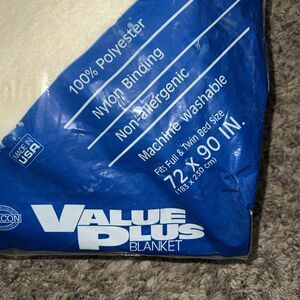 100% Polyester
Nylon Binding
Non-allergenic
Machine Washable
Fits Full & Twin Bed Size
72 X 90 IN.
(183 x 230 cm)
MADE IN
USA
VALUE
PLUS
BLANKET